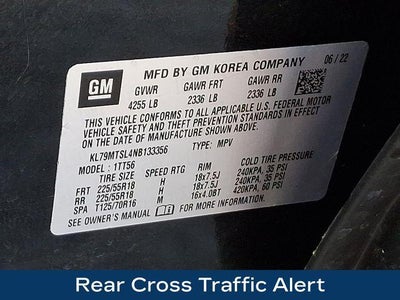 GM
MFD BY GM KOREA COMPANY 06/22
GVWR GAWR FRT GAWR RR
4255 LB 2336 LB 2336 LB
THIS VEHICLE CONFORMS TO ALL APPLICABLE U.S. FEDERAL MOTOR
VEHICLE SAFETY, BUMPER, AND THEFT PREVENTION STANDARDS IN EFFECT
ON THE DATE OF MANUFACTURE SHOWN ABOVE.
KL79MTSL4NB133356 TYPE: MPV
MODEL: 1TT56
TIRE SIZE SPEED RTG RIM COLD TIRE PRESSURE
FRT 225/55R18 H 18x7.5J 240KPA, 35 PSI
RR 225/55R18 H 18x7.5J 240KPA, 35 PSI
SPA T125/70R16 M 16x4.0BT 420KPA, 60 PSI
SEE OWNER'S MANUAL FOR ADDITIONAL INFORMATION.
Rear Cross Traffic Alert